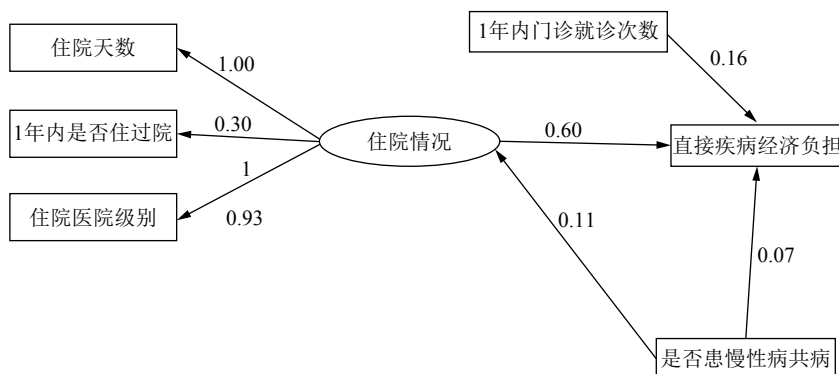 住院天数
1年内门诊就诊次数
1.00
0.16
1年内是否住过院
0.30
住院情况
0.60
直接疾病经济负担
1
住院医院级别
0.93
0.11
0.07
是否患慢性病共病